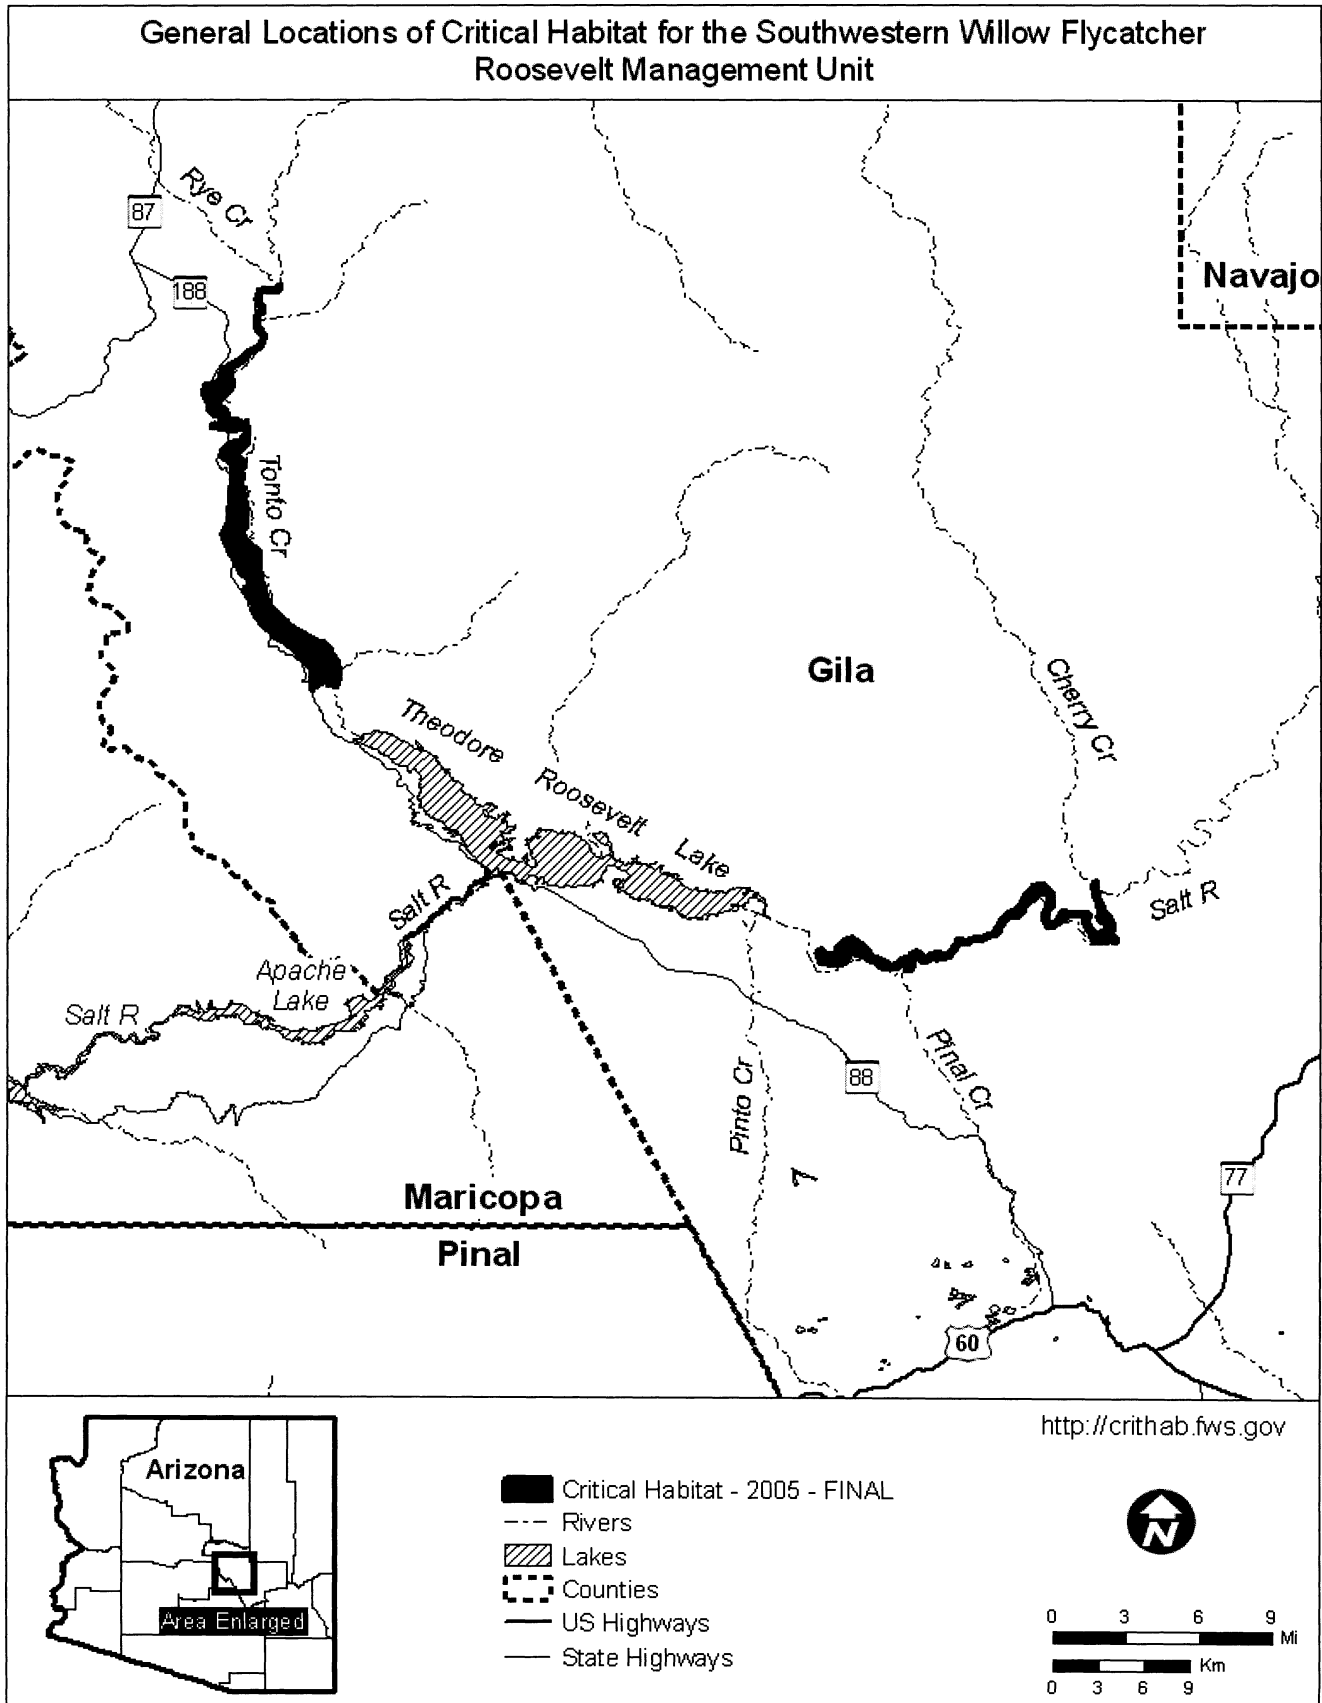 General Locations of Critical Habitat for the Southwestern Willow Flycatcher
Roosevelt Management Unit
Rye Cr
87
188
Navajo
Tonto Cr
Gila
Cherry Cr
Theodore
Roosevelt
Lake
Salt R
Salt R
Apache
Lake
Salt R
Pinal Cr
Pinto Cr
88
77
Maricopa
Pinal
60
http://crithab.fws.gov
Arizona
Area Enlarged
Critical Habitat - 2005 - FINAL
Rivers
Lakes
Counties
US Highways
State Highways
N
0 3 6 9
Mi
Km
0 3 6 9